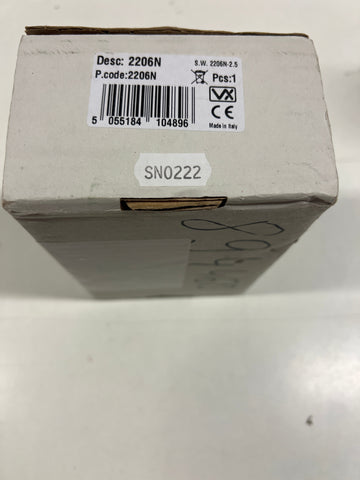 Desc: 2206N
S.W. 2206N-2.5
P.code:2206N
Pcs:1
VX
CE
5 055184 104896
Made in Italy
SN0222